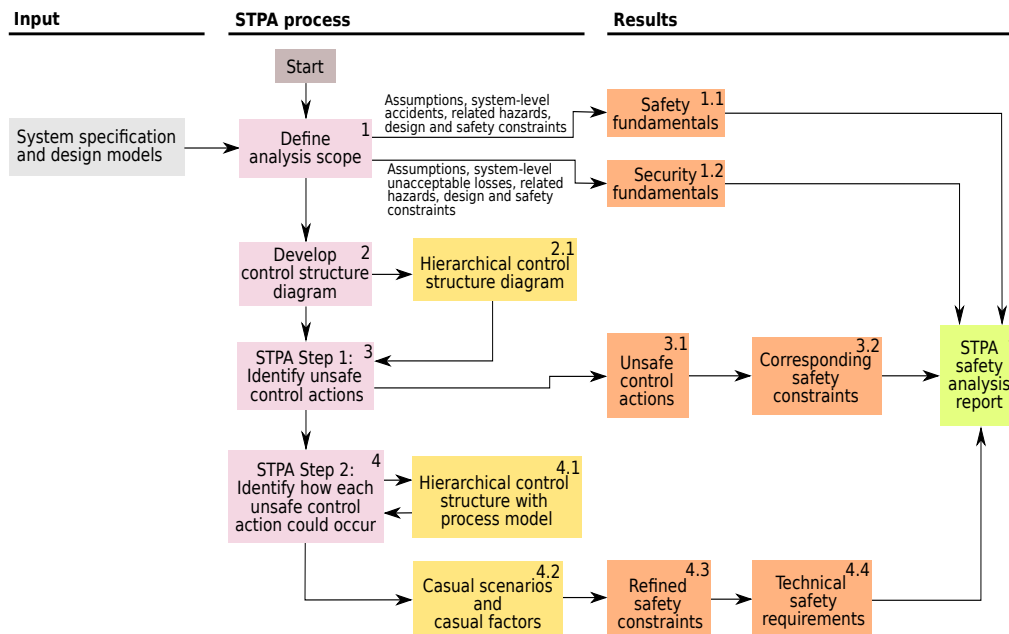 Input
STPA process
Results
Start
Assumptions, system-level
accidents, related hazards,
design and safety constraints
1.1
Safety
fundamentals
System specification
and design models
1
Define
analysis scope
Assumptions, system-level
unacceptable losses, related
hazards, design and safety
constraints
1.2
Security
fundamentals
2
Develop
control structure
diagram
2.1
Hierarchical control
structure diagram
3
STPA Step 1:
Identify unsafe
control actions
3.1
Unsafe
control
actions
3.2
Corresponding
safety
constraints
STPA
safety
analysis
report
4
STPA Step 2:
Identify how each
unsafe control
action could occur
4.1
Hierarchical control
structure with
process model
4.2
Casual scenarios
and
casual factors
4.3
Refined
safety
constraints
4.4
Technical
safety
requirements